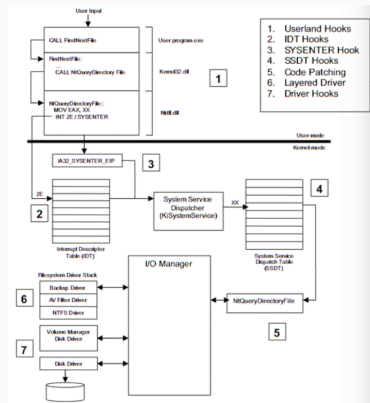 User Input
CALL FindNextFile
User program.exe
FindNextFile:
...
CALL NtQueryDirectory File
Kernel32.dll
NtQueryDirectoryFile:
MOV EAX, XX
INT 2E / SYSENTER
Ntdll.dll
1
1. Userland Hooks
2. IDT Hooks
3. SYSENTER Hook
4. SSDT Hooks
5. Code Patching
6. Layered Driver
7. Driver Hooks
User mode
Kernel mode
IA32_SYSENTER_EIP
3
2E
2
Interrupt Descriptor
Table (IDT)
System Service
Dispatcher
(KiSystemService)
XX
4
System Service
Dispatch Table
(SSDT)
I/O Manager
NtQueryDirectoryFile
5
Filesystem Driver Stack
6
Backup Driver
AV Filter Driver
NTFS Driver
7
Volume Manager
Disk Driver
Disk Driver